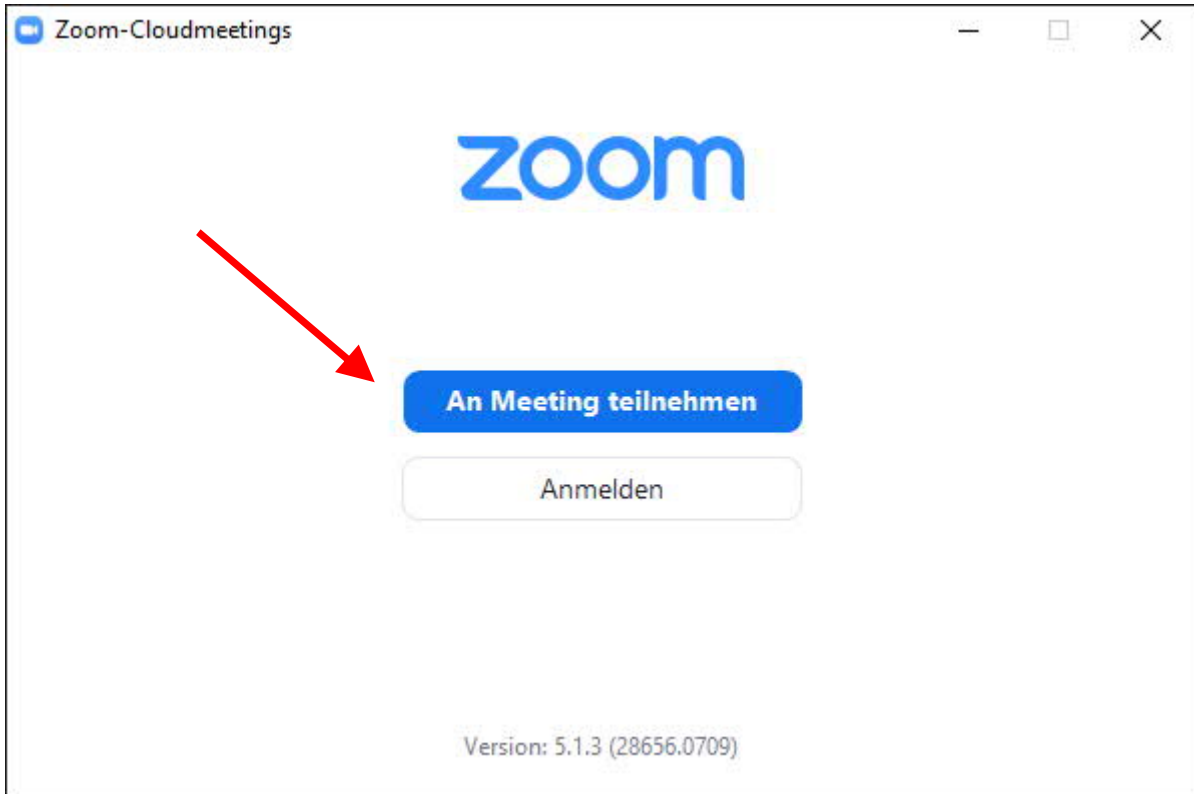 Zoom-Cloudmeetings
zoom
An Meeting teilnehmen
Anmelden
Version: 5.1.3 (28656.0709)